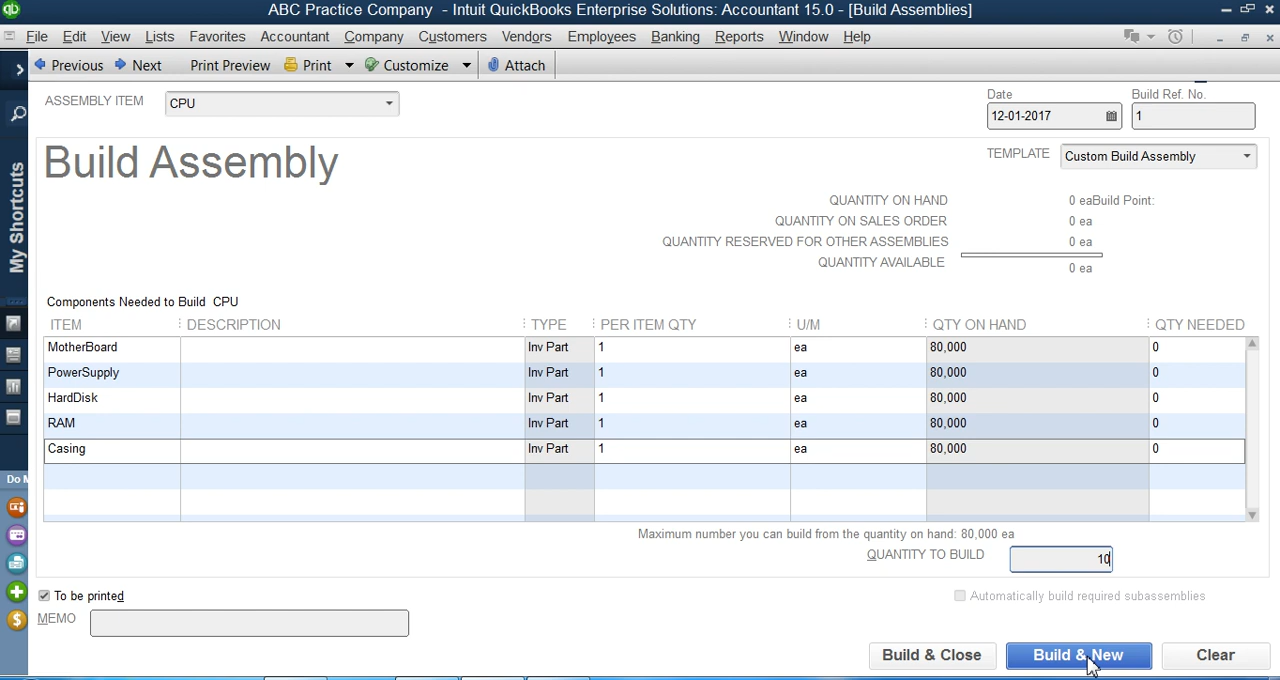 qb ABC Practice Company - Intuit QuickBooks Enterprise Solutions: Accountant 15.0 - [Build Assemblies]
File Edit View Lists Favorites Accountant Company Customers Vendors Employees Banking Reports Window Help
Previous Next Print Preview Print Customize Attach
ASSEMBLY ITEM CPU
Date Build Ref. No.
12-01-2017 1
Build Assembly
TEMPLATE Custom Build Assembly
My Shortcuts
QUANTITY ON HAND 0 eaBuild Point:
QUANTITY ON SALES ORDER 0 ea
QUANTITY RESERVED FOR OTHER ASSEMBLIES 0 ea
QUANTITY AVAILABLE 0 ea
Components Needed to Build CPU
ITEM DESCRIPTION TYPE PER ITEM QTY U/M QTY ON HAND QTY NEEDED
MotherBoard Inv Part 1 ea 80,000 0
PowerSupply Inv Part 1 ea 80,000 0
HardDisk Inv Part 1 ea 80,000 0
RAM Inv Part 1 ea 80,000 0
Casing Inv Part 1 ea 80,000 0
Do M
Maximum number you can build from the quantity on hand: 80,000 ea
QUANTITY TO BUILD 10
To be printed
Automatically build required subassemblies
MEMO
Build & Close Build & New Clear